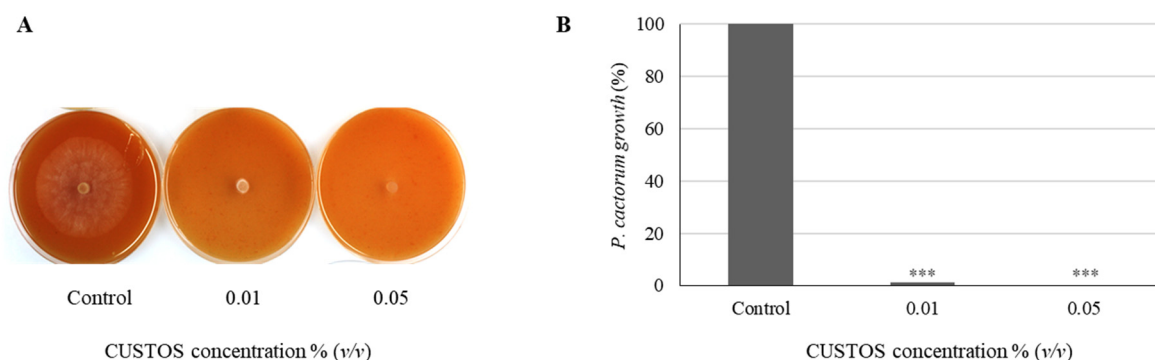 A
Control 0.01 0.05
CUSTOS concentration % (v/v)
B
P. cactorum growth (%)
100
80
60
40
20
0
*** ***
Control 0.01 0.05
CUSTOS concentration % (v/v)